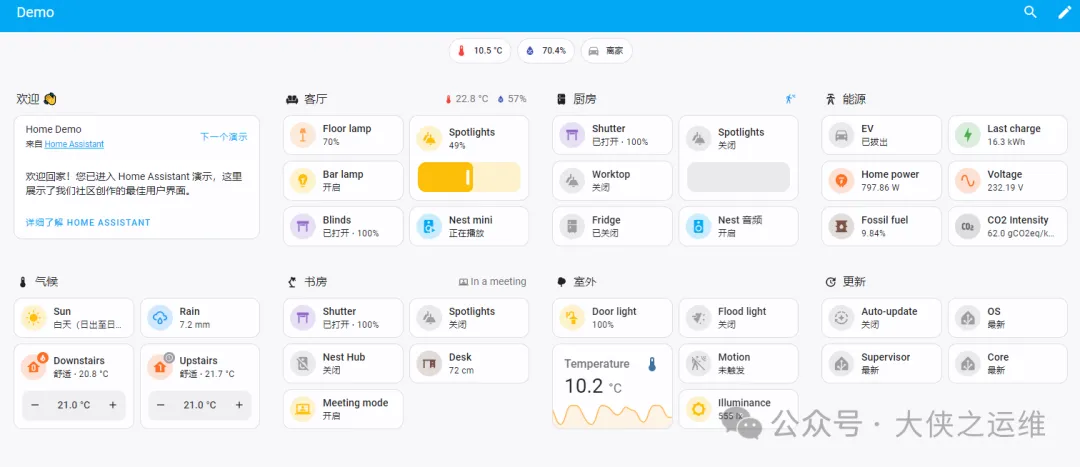 Demo
10.5 °C
70.4%
离家
欢迎 👏
Home Demo
来自 Home Assistant
下一个演示
欢迎回家！您已进入 Home Assistant 演示，这里
展示了我们社区创作的最佳用户界面。
详细了解 HOME ASSISTANT
客厅
22.8 °C
57%
Floor lamp
70%
Spotlights
49%
Bar lamp
开启
Blinds
已打开 · 100%
Nest mini
正在播放
厨房
Shutter
已打开 · 100%
Spotlights
关闭
Worktop
关闭
Fridge
已关闭
Nest 音频
开启
能源
EV
已拔出
Last charge
16.3 kWh
Home power
797.86 W
Voltage
232.19 V
Fossil fuel
9.84%
CO2
CO2 Intensity
62.0 gCO2eq/k...
气候
Sun
白天（日出至日...
Rain
7.2 mm
Downstairs
舒适 · 20.8 °C
− 21.0 °C +
Upstairs
舒适 · 21.7 °C
− 21.0 °C +
书房
In a meeting
Shutter
已打开 · 100%
Spotlights
关闭
Nest Hub
关闭
Desk
72 cm
Meeting mode
开启
室外
Door light
100%
Flood light
关闭
Temperature
10.2 °C
Motion
未触发
Illuminance
555 lx
更新
Auto-update
关闭
OS
最新
Supervisor
最新
Core
最新
公众号 · 大侠之运维